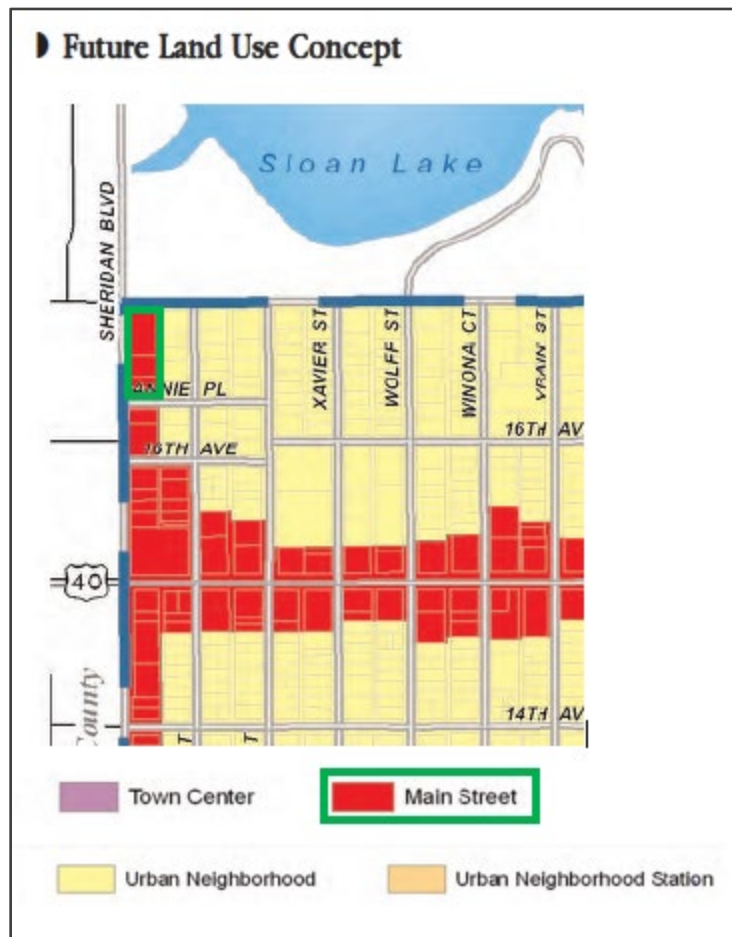 Future Land Use Concept
Sloan Lake
SHERIDAN BLVD
XAVIER ST
WOLFF ST
WINONA CT
VRAIN ST
ANNIE PL
16TH AV
16TH AVE
40
County
14TH AV
T
T
Town Center
Main Street
Urban Neighborhood
Urban Neighborhood Station